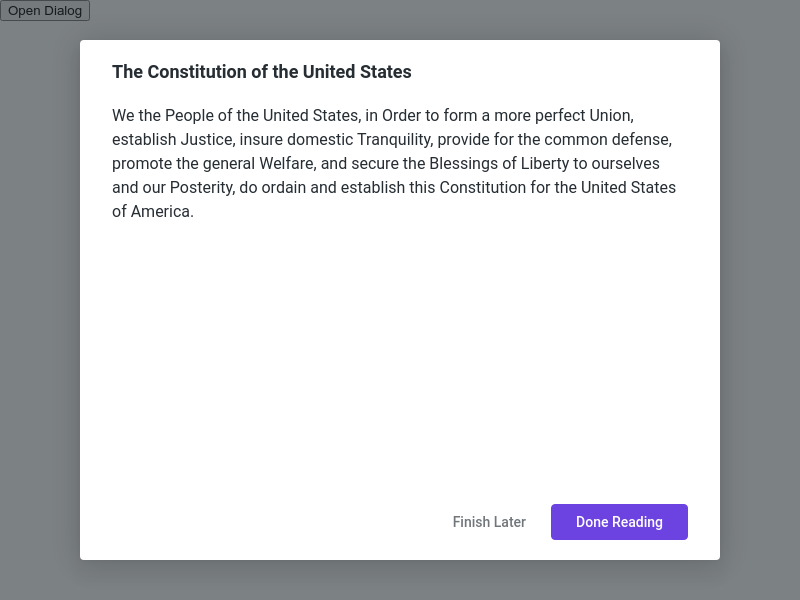 Open Dialog
The Constitution of the United States
We the People of the United States, in Order to form a more perfect Union,
establish Justice, insure domestic Tranquility, provide for the common defense,
promote the general Welfare, and secure the Blessings of Liberty to ourselves
and our Posterity, do ordain and establish this Constitution for the United States
of America.
Finish Later
Done Reading